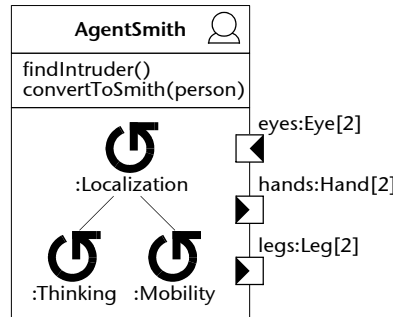 AgentSmith
findIntruder()
convertToSmith(person)
eyes:Eye[2]
:Localization
hands:Hand[2]
legs:Leg[2]
:Thinking
:Mobility